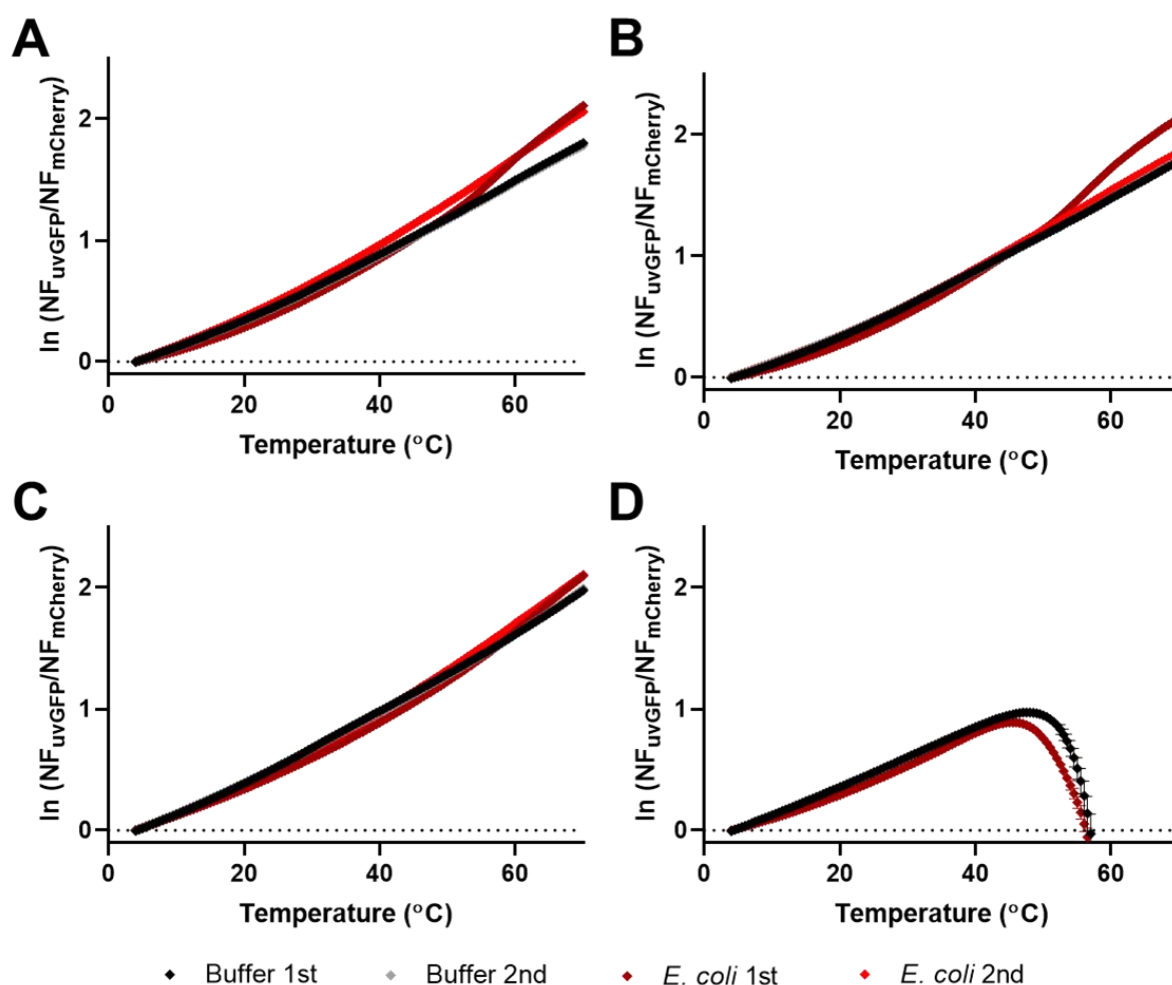 A
ln (NFuvGFP/NFmCherry)
2
1
0
0 20 40 60
Temperature (°C)
B
ln (NFuvGFP/NFmCherry)
2
1
0
0 20 40 60
Temperature (°C)
C
ln (NFuvGFP/NFmCherry)
2
1
0
0 20 40 60
Temperature (°C)
D
ln (NFuvGFP/NFmCherry)
2
1
0
0 20 40 60
Temperature (°C)
Buffer 1st Buffer 2nd E. coli 1st E. coli 2nd